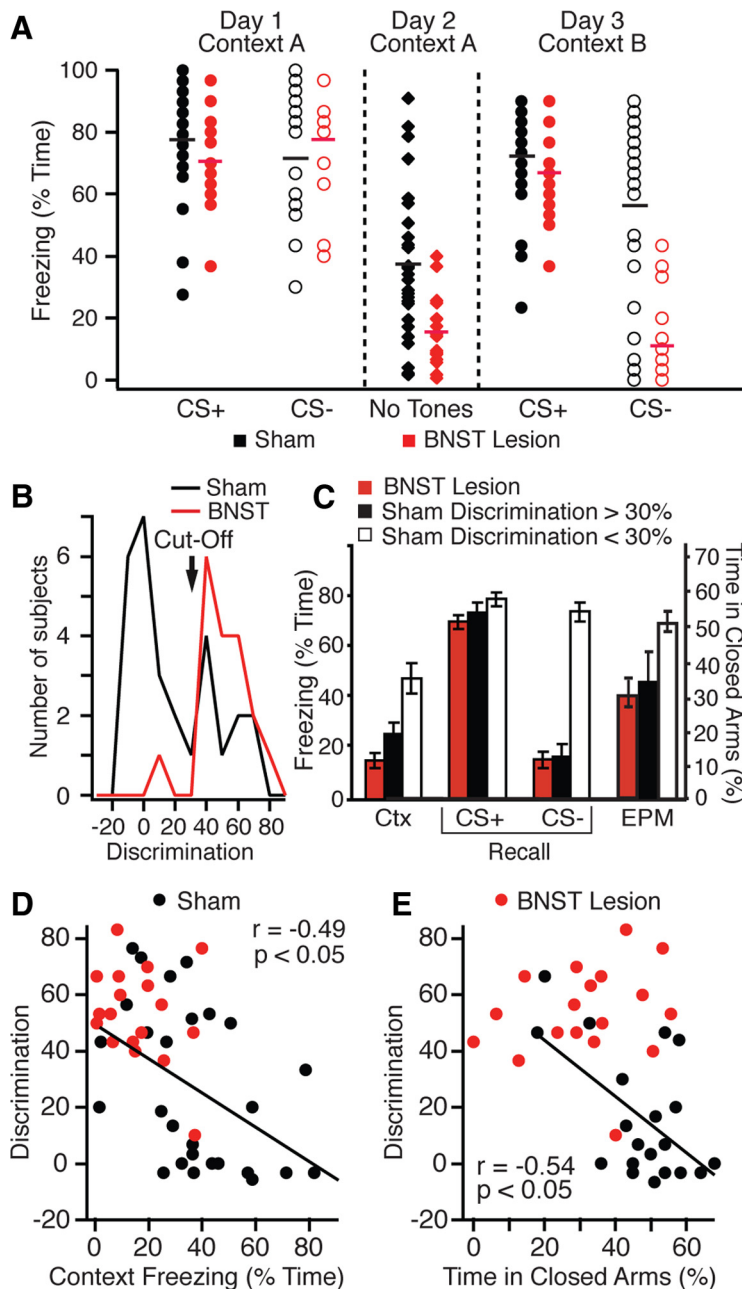 A
Day 1 Day 2 Day 3
Context A Context A Context B
Freezing (% Time)
100
80
60
40
20
0
CS+ CS- No Tones CS+ CS-
Sham BNST Lesion
B
Sham
BNST
Cut-Off
Number of subjects
6
4
2
0
-20 0 20 40 60 80
Discrimination
C
BNST Lesion
Sham Discrimination > 30%
Sham Discrimination < 30%
Freezing (% Time)
80
60
40
20
0
Time in Closed Arms (%)
70
60
50
40
30
20
10
0
Ctx CS+ CS- EPM
Recall
D
Sham
r = -0.49
p < 0.05
Discrimination
80
60
40
20
0
-20
0 20 40 60 80
Context Freezing (% Time)
E
BNST Lesion
Discrimination
80
60
40
20
0
-20
r = -0.54
p < 0.05
0 20 40 60
Time in Closed Arms (%)